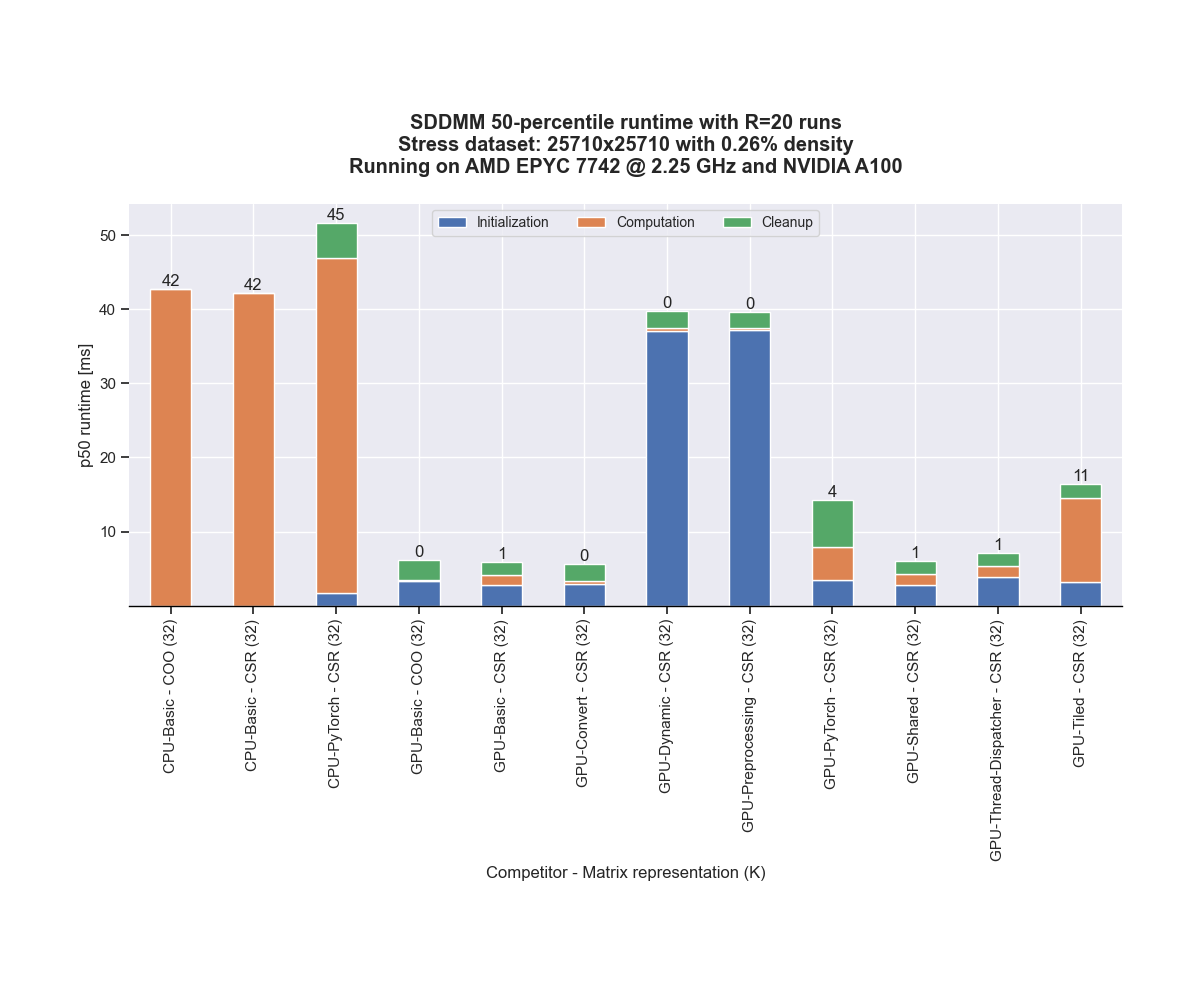 SDDMM 50-percentile runtime with R=20 runs
Stress dataset: 25710x25710 with 0.26% density
Running on AMD EPYC 7742 @ 2.25 GHz and NVIDIA A100
Initialization Computation Cleanup
p50 runtime [ms]
50
40
30
20
10
42
42
45
0
1
0
0
0
4
1
1
11
CPU-Basic - COO (32)
CPU-Basic - CSR (32)
CPU-PyTorch - CSR (32)
GPU-Basic - COO (32)
GPU-Basic - CSR (32)
GPU-Convert - CSR (32)
GPU-Dynamic - CSR (32)
GPU-Preprocessing - CSR (32)
GPU-PyTorch - CSR (32)
GPU-Shared - CSR (32)
GPU-Thread-Dispatcher - CSR (32)
GPU-Tiled - CSR (32)
Competitor - Matrix representation (K)